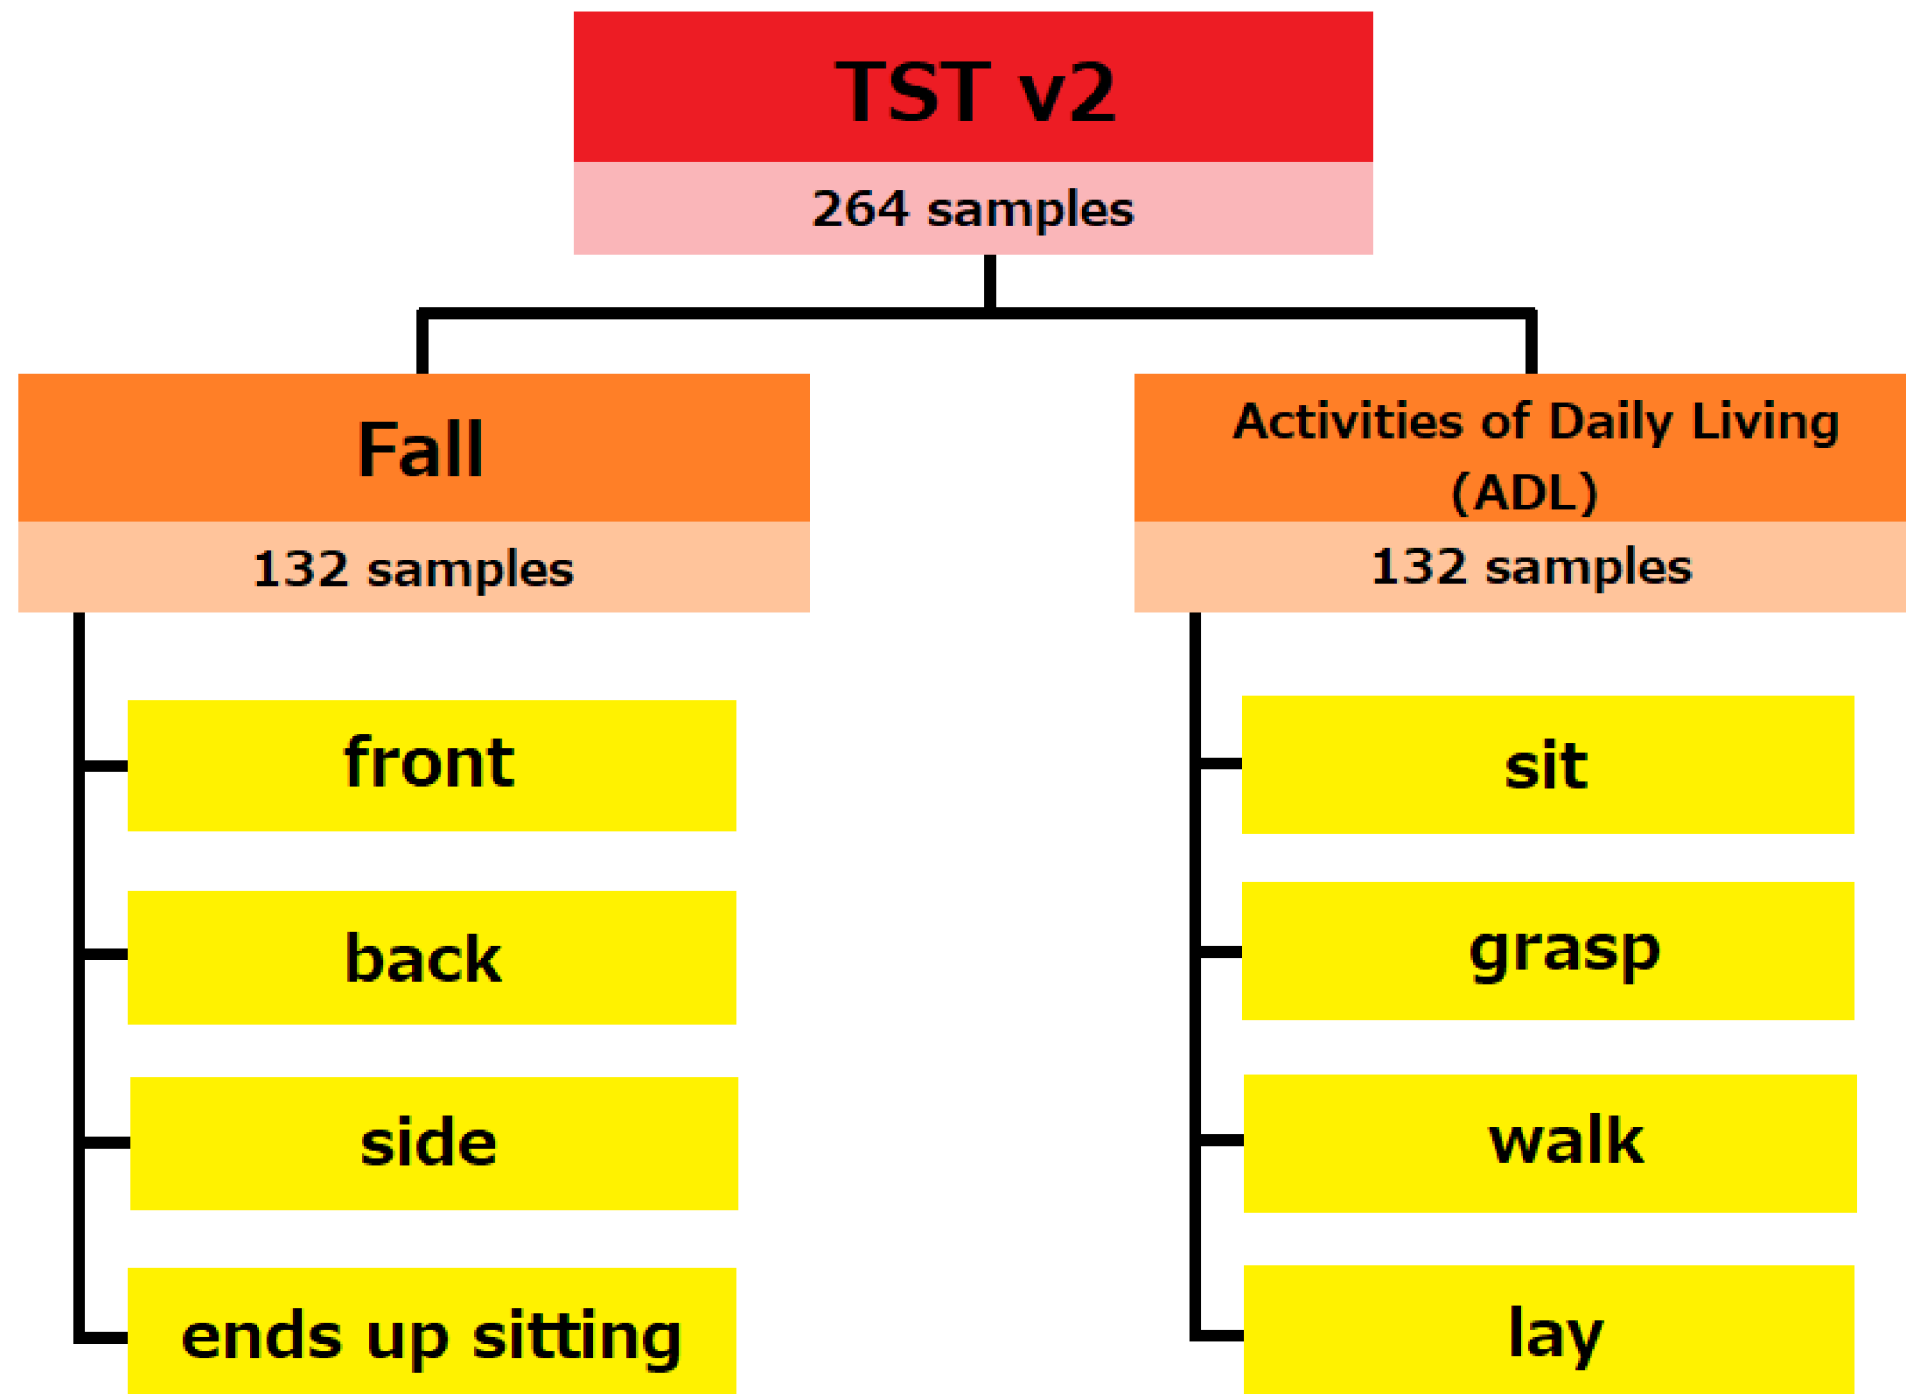 TST v2
264 samples
Fall
132 samples
front
back
side
ends up sitting
Activities of Daily Living
(ADL)
132 samples
sit
grasp
walk
lay